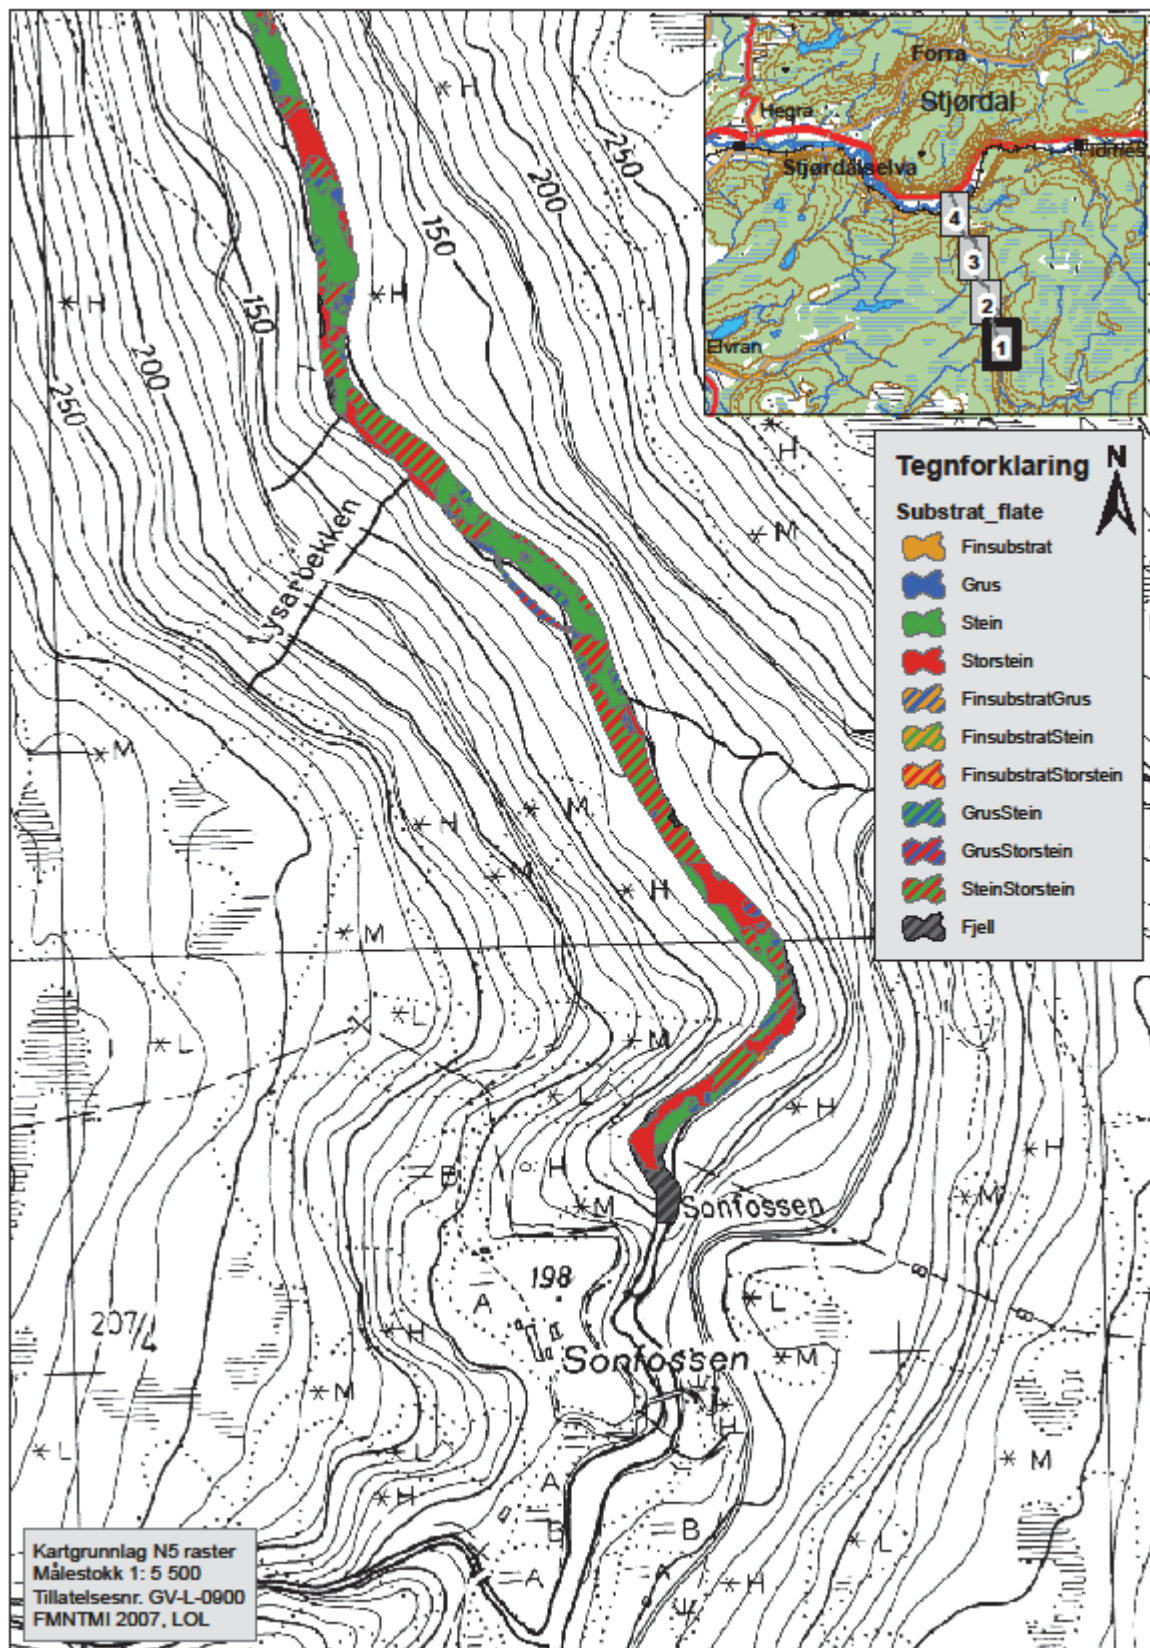 Forra
Stjørdal
Hegra
Stjørdalselva
4
3
2
1
Elvran
Tegnforklaring
N
Substrat_flate
Finsubstrat
Grus
Stein
Storstein
FinsubstratGrus
FinsubstratStein
FinsubstratStorstein
GrusStein
GrusStorstein
SteinStorstein
Fjell
H
250
200
150
H
H
H
150
200
250
H
M
Lysarbekken
M
M
H
M
H
M
L
L
M
L
H
H
B
H
M
M
Sonfossen
198
A
L
207/4
H
Sonfossen
M
M
H
L
L
M
H
A
B
B
L
A
A
H
Kartgrunnlag N5 raster
Målestokk 1: 5 500
Tillatelsesnr. GV-L-0900
FMNTMI 2007, LOL